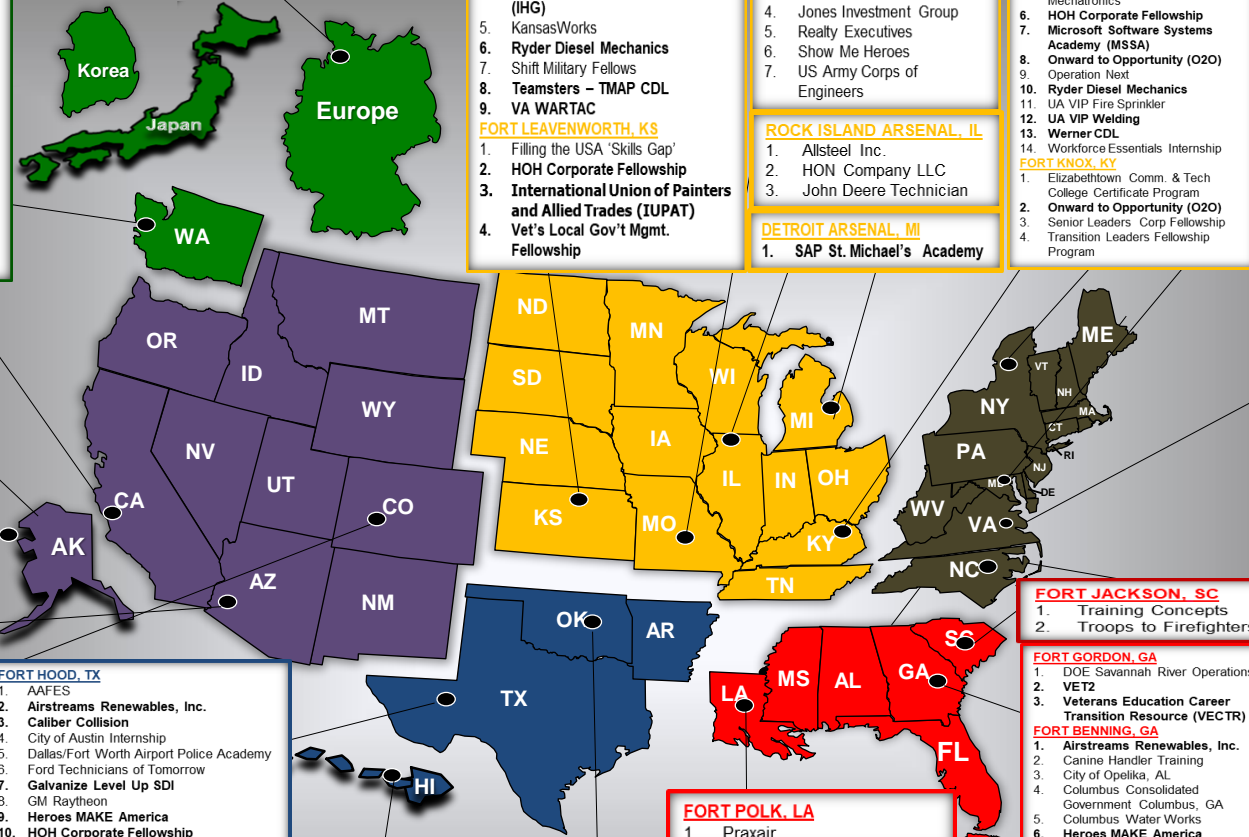 Korea
Japan
Europe
WA
(IHG)
5. KansasWorks
6. Ryder Diesel Mechanics
7. Shift Military Fellows
8. Teamsters – TMAP CDL
9. VA WARTAC
FORT LEAVENWORTH, KS
1. Filling the USA ‘Skills Gap’
2. HOH Corporate Fellowship
3. International Union of Painters
and Allied Trades (IUPAT)
4. Vet’s Local Gov’t Mgmt.
Fellowship
4. Jones Investment Group
5. Realty Executives
6. Show Me Heroes
7. US Army Corps of
Engineers
ROCK ISLAND ARSENAL, IL
1. Allsteel Inc.
2. HON Company LLC
3. John Deere Technician
DETROIT ARSENAL, MI
1. SAP St. Michael’s Academy
Mechatronics
6. HOH Corporate Fellowship
7. Microsoft Software Systems
Academy (MSSA)
8. Onward to Opportunity (O2O)
9. Operation Next
10. Ryder Diesel Mechanics
11. UA VIP Fire Sprinkler
12. UA VIP Welding
13. Werner CDL
14. Workforce Essentials Internship
FORT KNOX, KY
1. Elizabethtown Comm. & Tech
College Certificate Program
2. Onward to Opportunity (O2O)
3. Senior Leaders Corp Fellowship
4. Transition Leaders Fellowship
Program
OR
MT
ID
WY
NV
UT
CO
CA
AK
AZ
NM
ND
MN
SD
WI
MI
NE
IA
IL
IN
OH
KS
MO
KY
TN
ME
VT
NH
NY
MA
CT
RI
PA
NJ
DE
WV
VA
NC
OK
AR
TX
HI
LA
MS
AL
GA
SC
FL
FORT JACKSON, SC
1. Training Concepts
2. Troops to Firefighters
FORT GORDON, GA
1. DOE Savannah River Operations
2. VET2
3. Veterans Education Career
Transition Resource (VECTR)
FORT BENNING, GA
1. Airstreams Renewables, Inc.
2. Canine Handler Training
3. City of Opelika, AL
4. Columbus Consolidated
Government Columbus, GA
5. Columbus Water Works
6. Heroes MAKE America
FORT HOOD, TX
1. AAFES
2. Airstreams Renewables, Inc.
3. Caliber Collision
4. City of Austin Internship
5. Dallas/Fort Worth Airport Police Academy
6. Ford Technicians of Tomorrow
7. Galvanize Level Up SDI
8. GM Raytheon
9. Heroes MAKE America
10. HOH Corporate Fellowship
FORT POLK, LA
1. Praxair